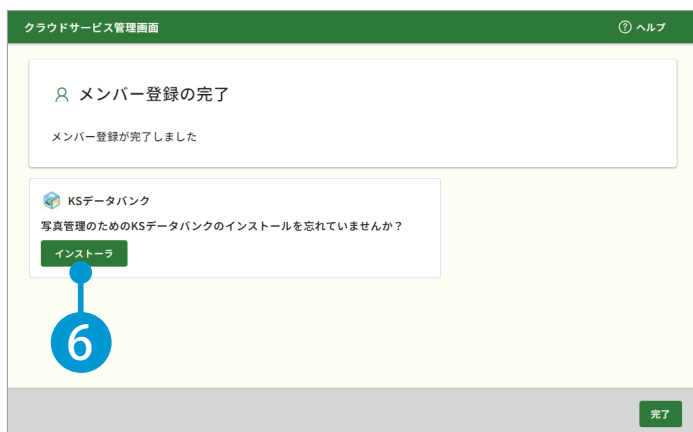 クラウドサービス管理画面
? ヘルプ
メンバー登録の完了
メンバー登録が完了しました
KSデータバンク
写真管理のためのKSデータバンクのインストールを忘れていませんか？
インストーラ
6
完了